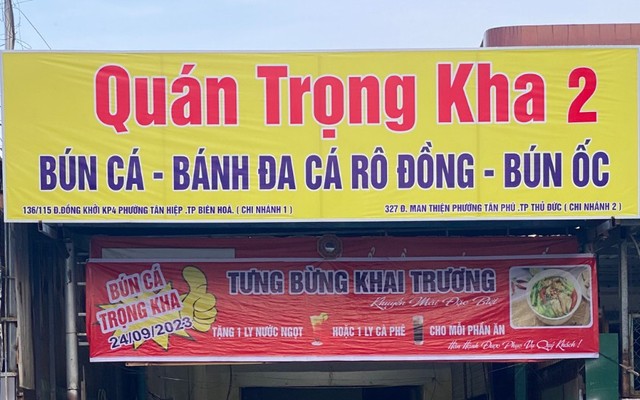 Quán Trọng Kha 2
BÚN CÁ - BÁNH ĐA CÁ RÔ ĐỒNG - BÚN ỐC
136/115 Đ.ĐỒNG KHỞI KP4 PHƯỜNG TÂN HIỆP .TP BIÊN HOÀ. ( CHI NHÁNH 1 )
327 Đ. MAN THIỆN PHƯỜNG TÂN PHÚ .TP THỦ ĐỨC ( CHI NHÁNH 2 )
BÚN CÁ
TRỌNG KHA
24/09/2023
TƯNG BỪNG KHAI TRƯƠNG
Khuyến Mãi Đặc Biệt
TẶNG 1 LY NƯỚC NGỌT HOẶC 1 LY CÀ PHÊ CHO MỖI PHẦN ĂN
Hân Hạnh Được Phục Vụ Quý Khách !